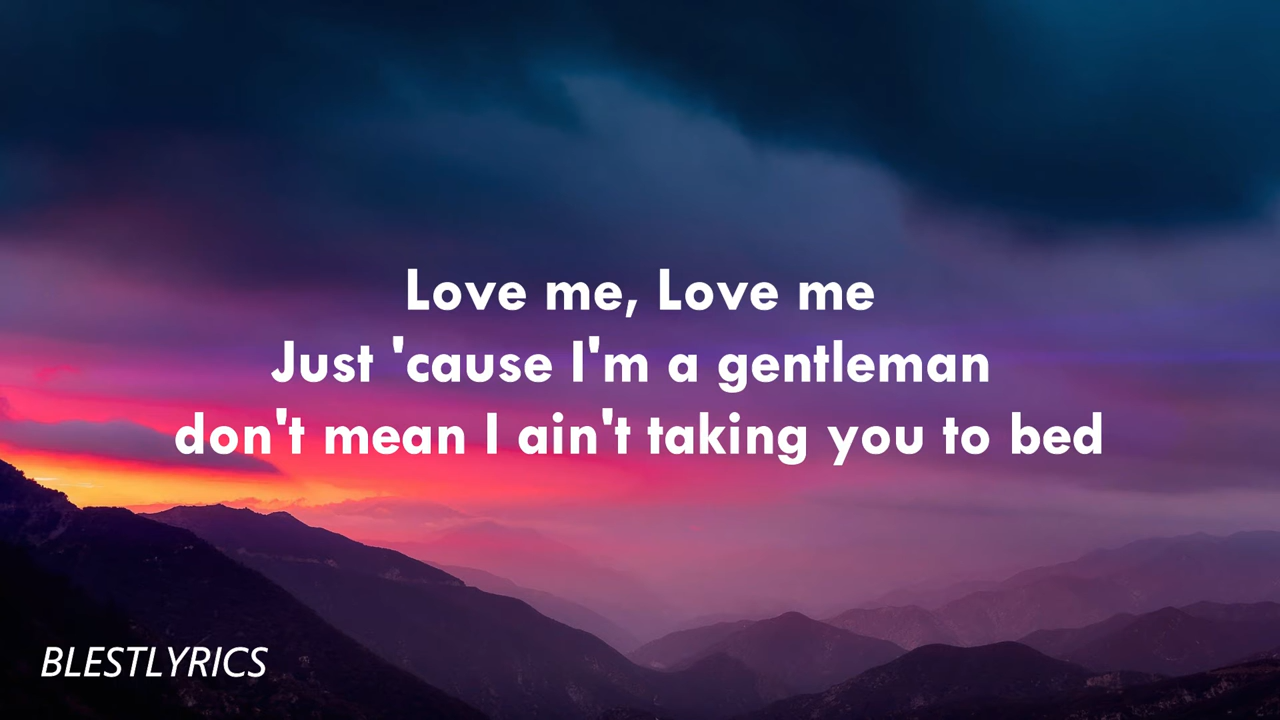 Love me, Love me
Just 'cause I'm a gentleman
don't mean I ain't taking you to bed
BLESTLYRICS